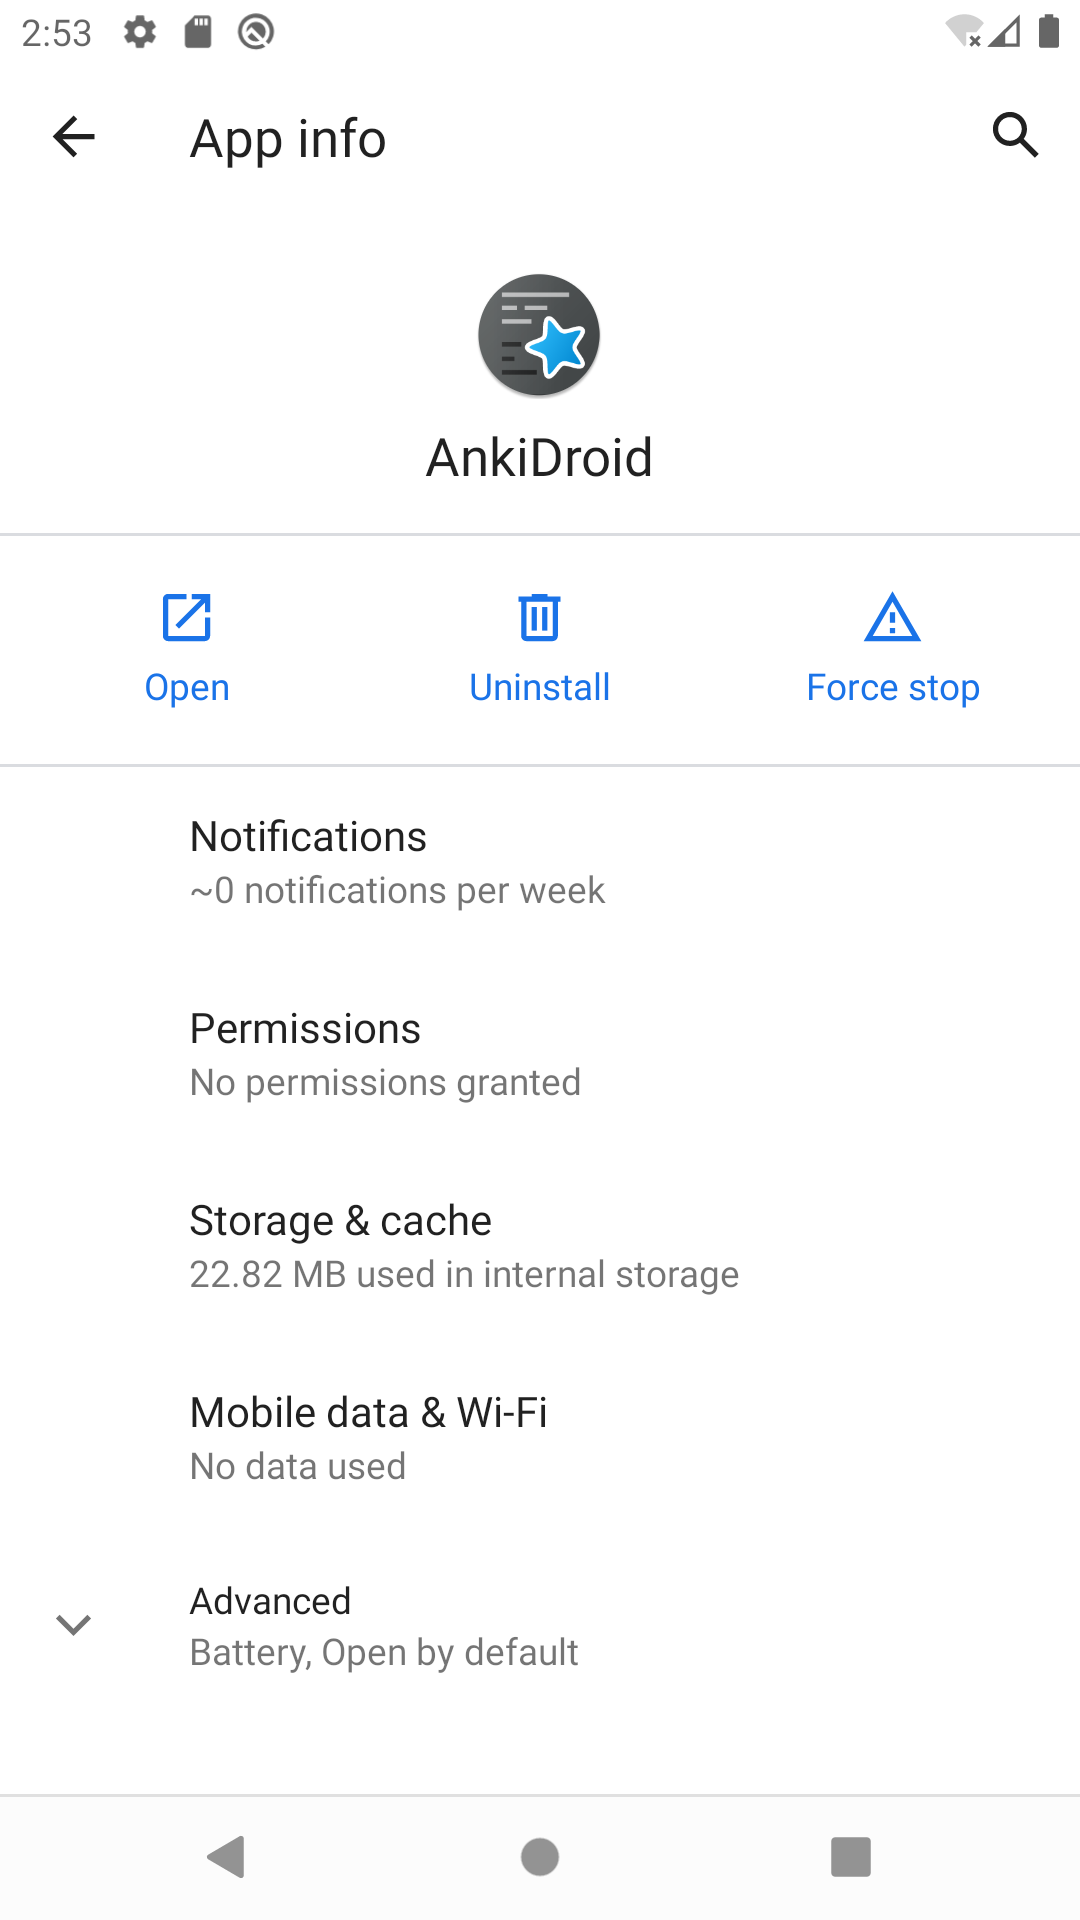 2:53
App info
AnkiDroid
Open
Uninstall
Force stop
Notifications
~0 notifications per week
Permissions
No permissions granted
Storage & cache
22.82 MB used in internal storage
Mobile data & Wi-Fi
No data used
Advanced
Battery, Open by default